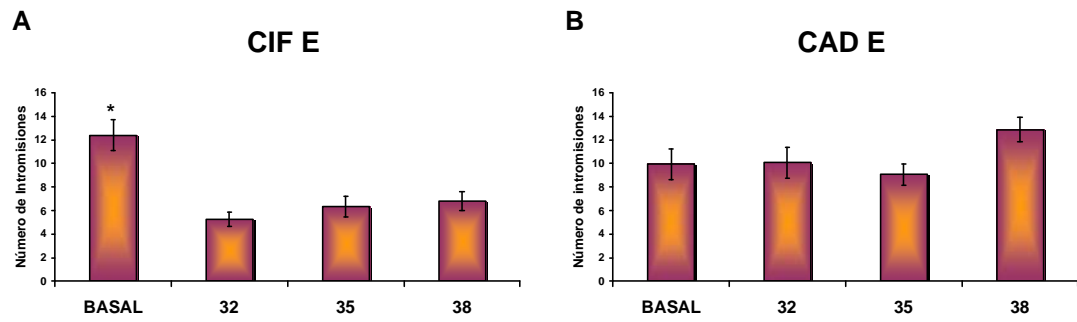 A
CIF E
Número de Intromisiones
16
14
12
10
8
6
4
2
0
*
BASAL 32 35 38
B
CAD E
Número de intromisiones
16
14
12
10
8
6
4
2
0
BASAL 32 35 38